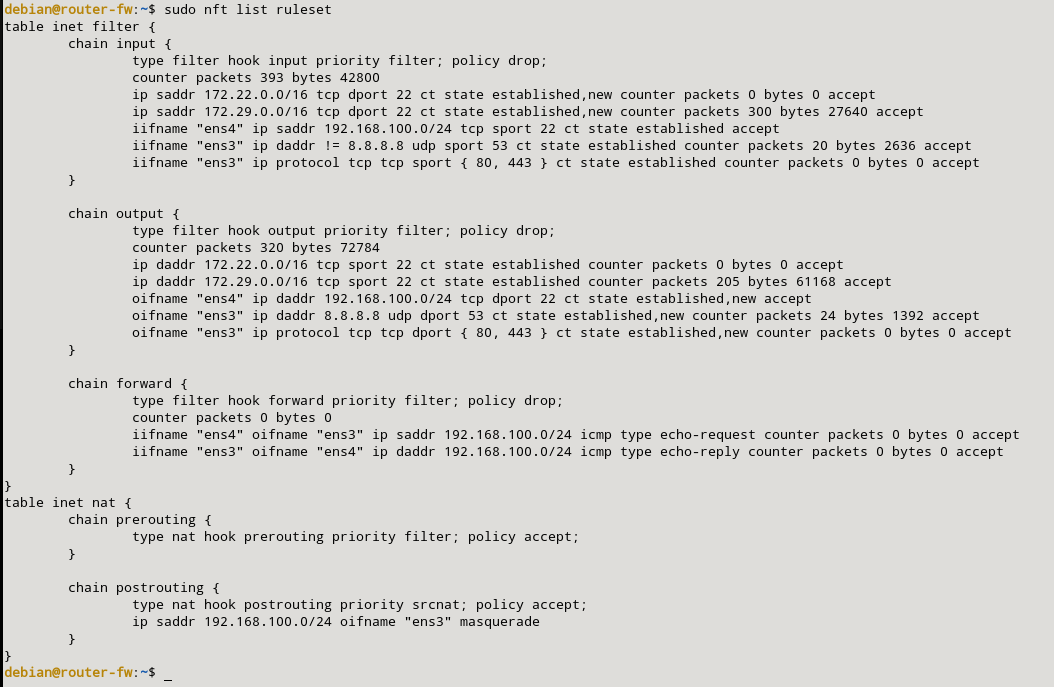 debian@router-fw:~$ sudo nft list ruleset
table inet filter {
        chain input {
                type filter hook input priority filter; policy drop;
                counter packets 393 bytes 42800
                ip saddr 172.22.0.0/16 tcp dport 22 ct state established,new counter packets 0 bytes 0 accept
                ip saddr 172.29.0.0/16 tcp dport 22 ct state established,new counter packets 300 bytes 27640 accept
                iifname "ens4" ip saddr 192.168.100.0/24 tcp sport 22 ct state established accept
                iifname "ens3" ip daddr != 8.8.8.8 udp sport 53 ct state established counter packets 20 bytes 2636 accept
                iifname "ens3" ip protocol tcp tcp sport { 80, 443 } ct state established counter packets 0 bytes 0 accept
        }

        chain output {
                type filter hook output priority filter; policy drop;
                counter packets 320 bytes 72784
                ip daddr 172.22.0.0/16 tcp sport 22 ct state established counter packets 0 bytes 0 accept
                ip daddr 172.29.0.0/16 tcp sport 22 ct state established counter packets 205 bytes 61168 accept
                oifname "ens4" ip daddr 192.168.100.0/24 tcp dport 22 ct state established,new accept
                oifname "ens3" ip daddr 8.8.8.8 udp dport 53 ct state established,new counter packets 24 bytes 1392 accept
                oifname "ens3" ip protocol tcp tcp dport { 80, 443 } ct state established,new counter packets 0 bytes 0 accept
        }

        chain forward {
                type filter hook forward priority filter; policy drop;
                counter packets 0 bytes 0
                iifname "ens4" oifname "ens3" ip saddr 192.168.100.0/24 icmp type echo-request counter packets 0 bytes 0 accept
                iifname "ens3" oifname "ens4" ip daddr 192.168.100.0/24 icmp type echo-reply counter packets 0 bytes 0 accept
        }
}
table inet nat {
        chain prerouting {
                type nat hook prerouting priority filter; policy accept;
        }

        chain postrouting {
                type nat hook postrouting priority srcnat; policy accept;
                ip saddr 192.168.100.0/24 oifname "ens3" masquerade
        }
}
debian@router-fw:~$ _